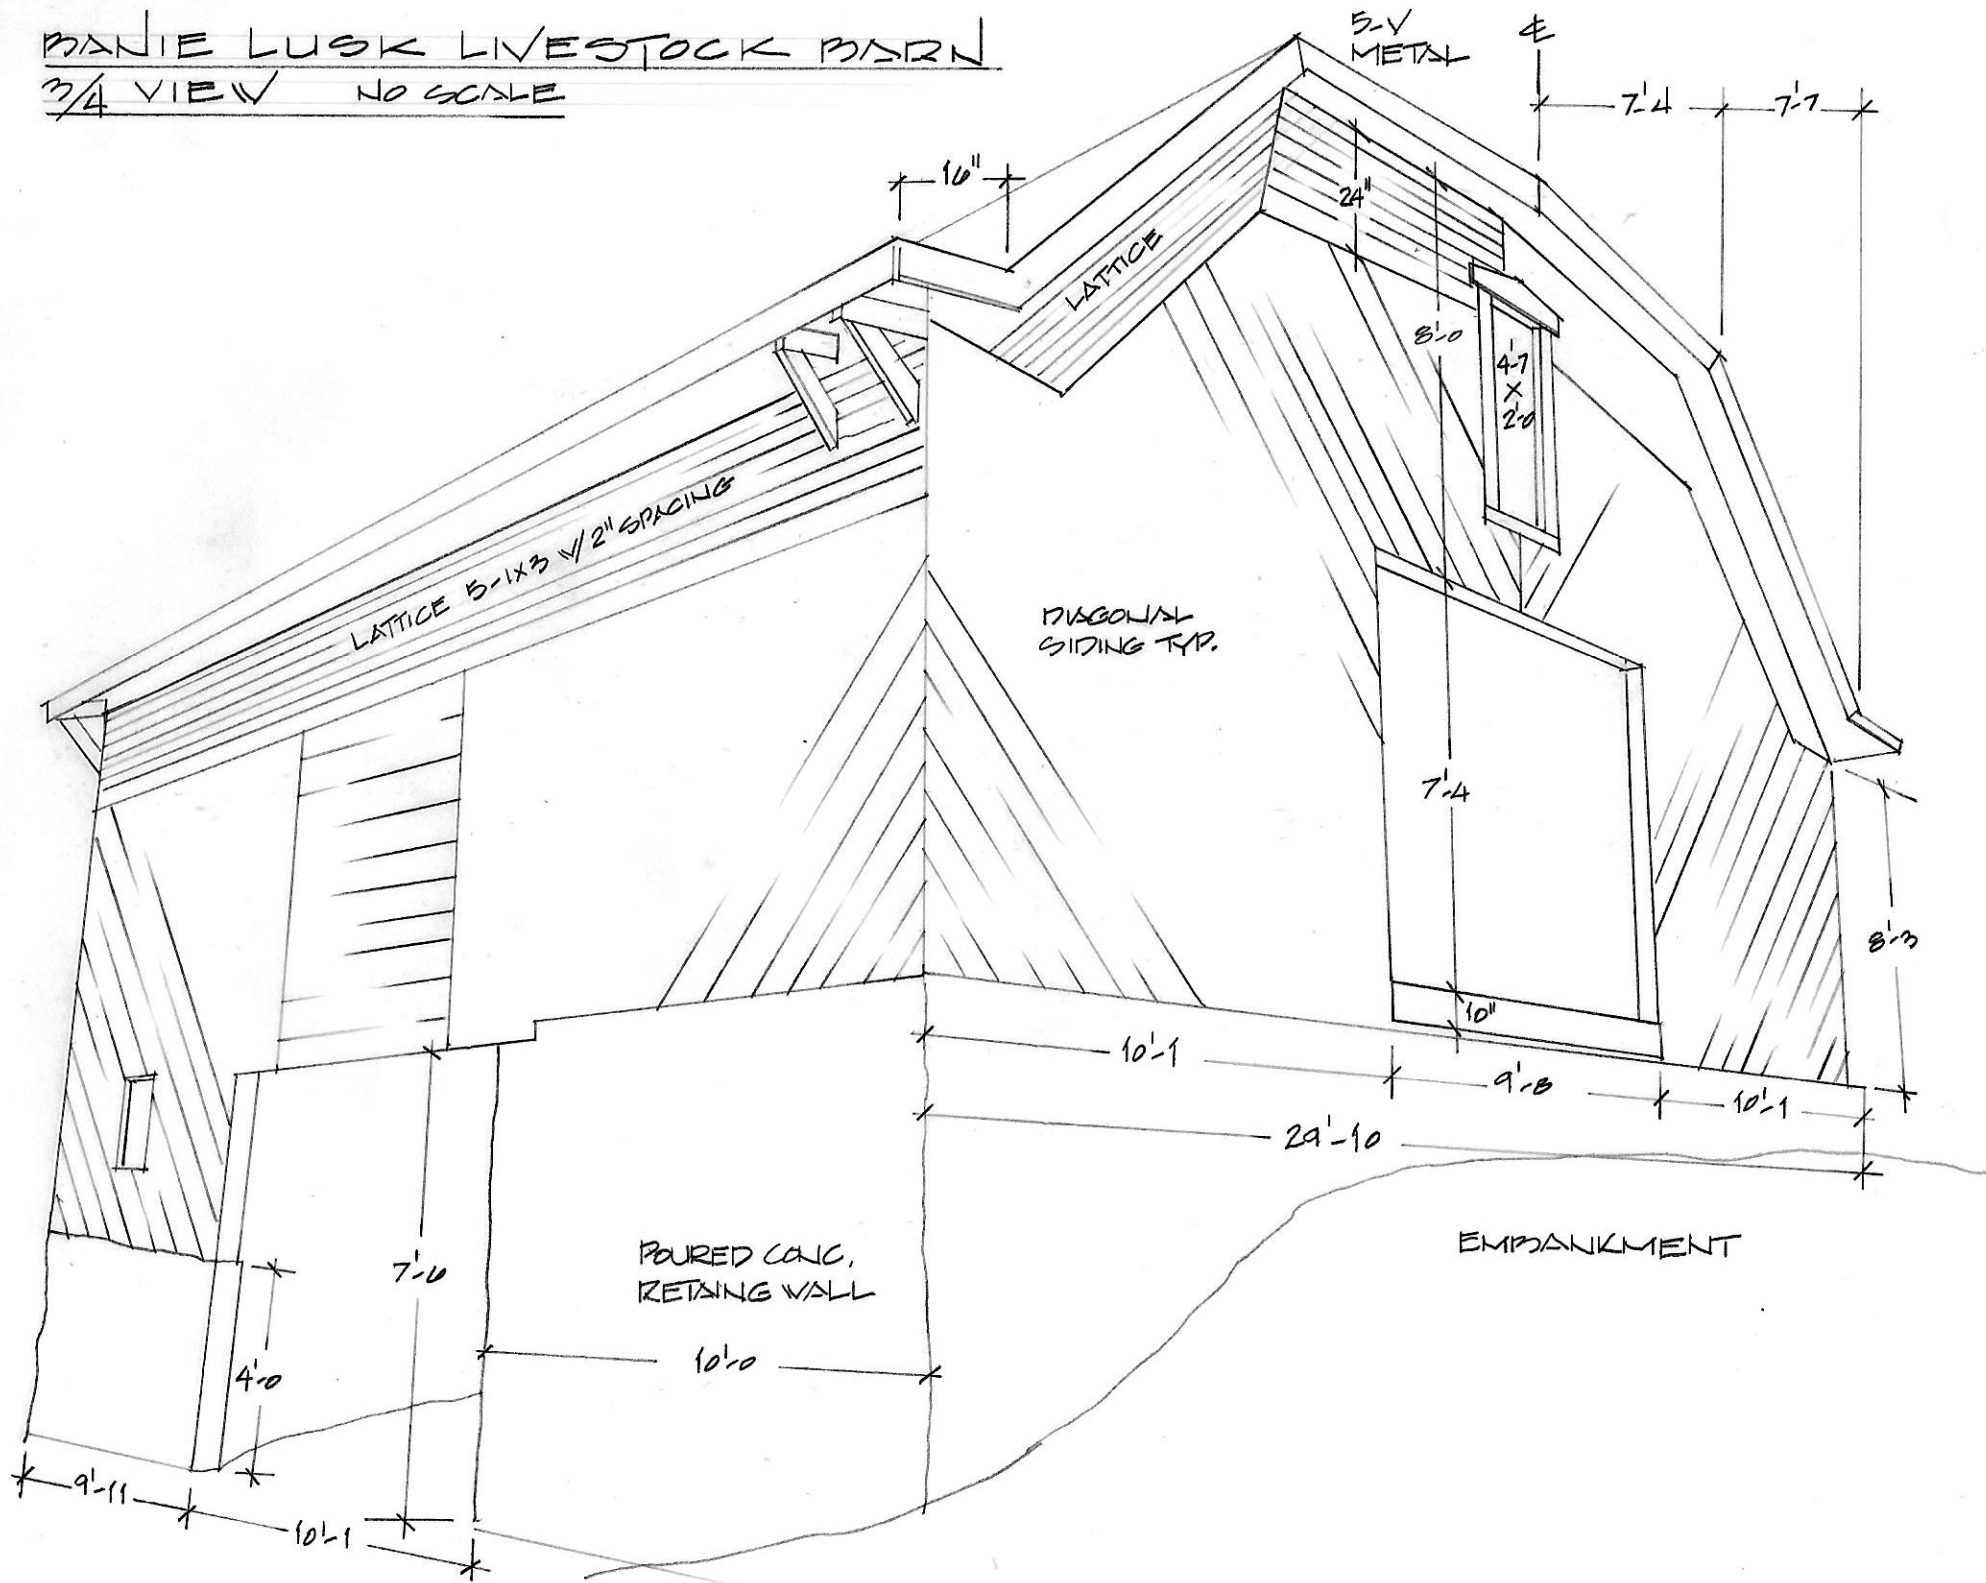 BANIE LUSK LIVESTOCK BARN
3/4 VIEW NO SCALE
5-V
METAL
℄
7'-4
7'-7
16"
24"
LATTICE
8'-0
4'-7
X
2'-0
LATTICE 5-1X3 W/2" SPACING
DIAGONAL
SIDING TYP.
7'-4
8'-3
10"
10'-1
9'-8
10'-1
29'-10
EMBANKMENT
7'-6
POURED CONC.
RETAING WALL
10'-0
4'-0
9'-11
10'-1